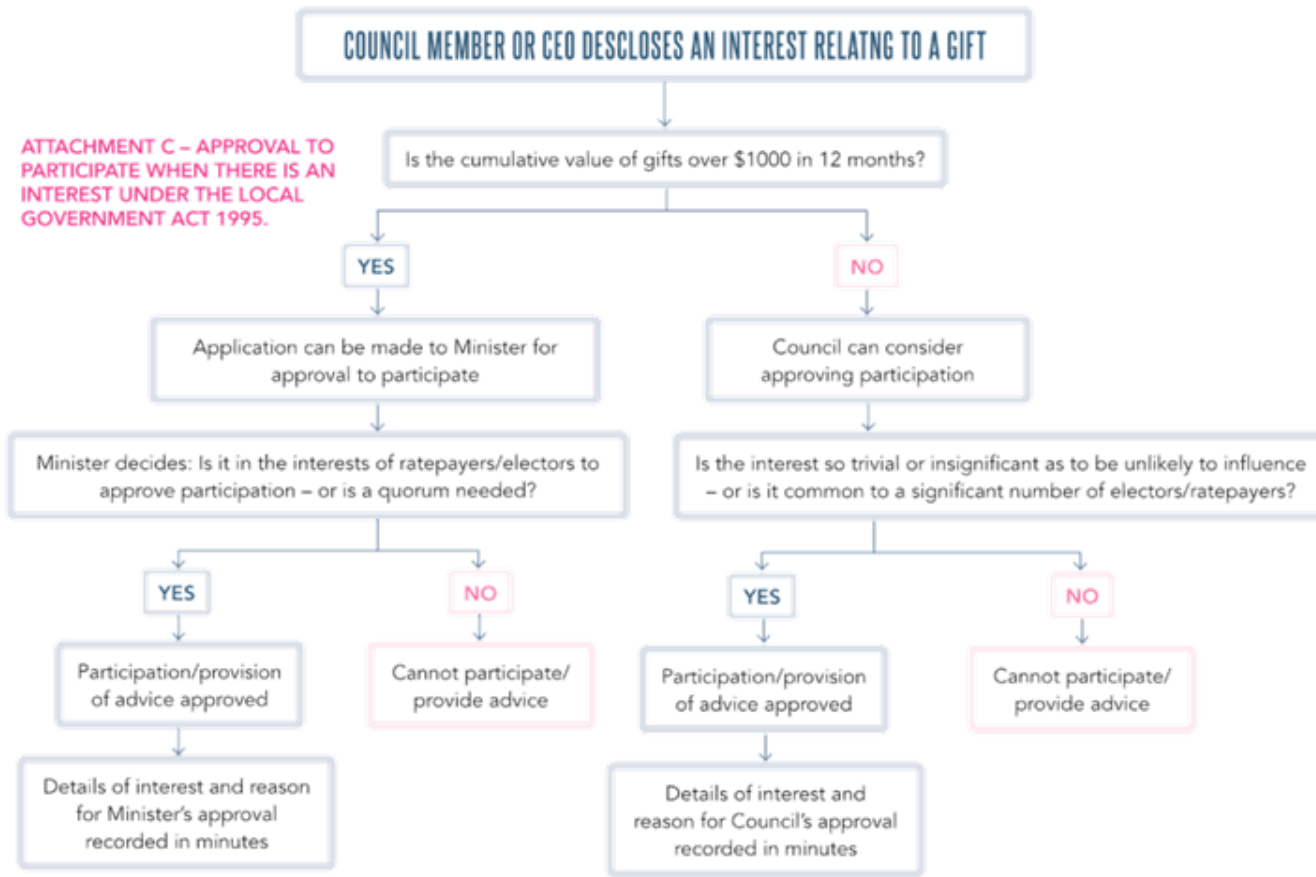 COUNCIL MEMBER OR CEO DESCLOSES AN INTEREST RELATNG TO A GIFT
ATTACHMENT C – APPROVAL TO
PARTICIPATE WHEN THERE IS AN
INTEREST UNDER THE LOCAL
GOVERNMENT ACT 1995.
Is the cumulative value of gifts over $1000 in 12 months?
YES
NO
Application can be made to Minister for
approval to participate
Council can consider
approving participation
Minister decides: Is it in the interests of ratepayers/electors to
approve participation – or is a quorum needed?
Is the interest so trivial or insignificant as to be unlikely to influence
– or is it common to a significant number of electors/ratepayers?
YES
NO
YES
NO
Participation/provision
of advice approved
Cannot participate/
provide advice
Participation/provision
of advice approved
Cannot participate/
provide advice
Details of interest and reason
for Minister's approval
recorded in minutes
Details of interest and
reason for Council's approval
recorded in minutes